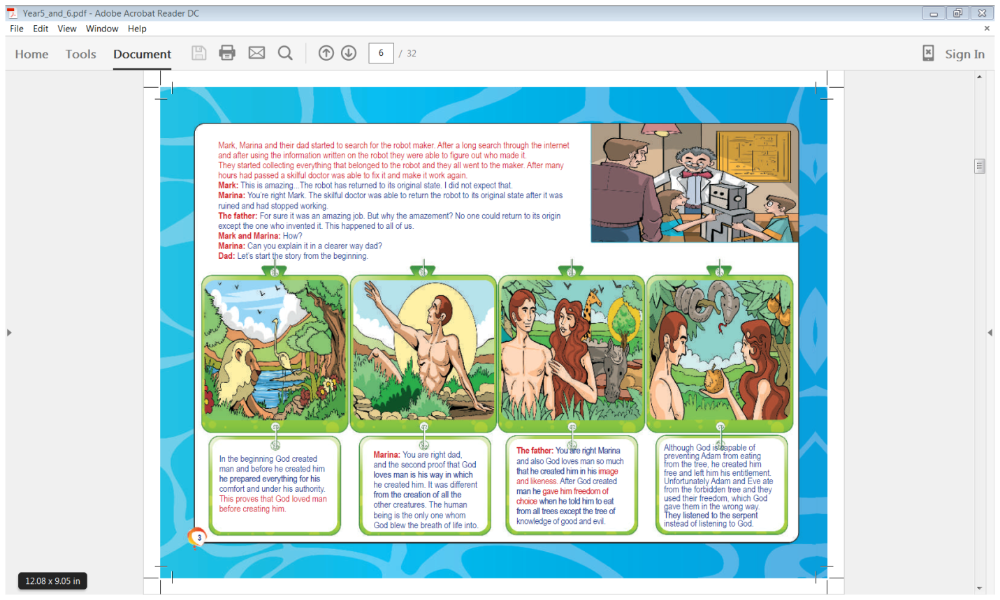 Year5_and_6.pdf - Adobe Acrobat Reader DC
File Edit View Window Help
Home Tools Document 6 / 32 Sign In
Mark, Marina and their dad started to search for the robot maker. After a long search through the internet
and after using the information written on the robot they were able to figure out who made it.
They started collecting everything that belonged to the robot and they all went to the maker. After many
hours had passed a skilful doctor was able to fix it and make it work again.
Mark: This is amazing...The robot has returned to its original state. I did not expect that.
Marina: You're right Mark. The skilful doctor was able to return the robot to its original state after it was
ruined and had stopped working.
The father: For sure it was an amazing job. But why the amazement? No one could return to its origin
except the one who invented it. This happened to all of us.
Mark and Marina: How?
Marina: Can you explain it in a clearer way dad?
Dad: Let's start the story from the beginning.
In the beginning God created
man and before he created him
he prepared everything for his
comfort and under his authority.
This proves that God loved man
before creating him.
Marina: You are right dad,
and the second proof that God
loves man is his way in which
he created him. It was different
from the creation of all the
other creatures. The human
being is the only one whom
God blew the breath of life into.
The father: You are right Marina
and also God loves man so much
that he created him in his image
and likeness. After God created
man he gave him freedom of
choice when he told him to eat
from all trees except the tree of
knowledge of good and evil.
Although God is capable of
preventing Adam from eating
from the tree, he created him
free and left him his entitlement.
Unfortunately Adam and Eve ate
from the forbidden tree and they
used their freedom, which God
gave them in the wrong way.
They listened to the serpent
instead of listening to God.
3
12.08 x 9.05 in